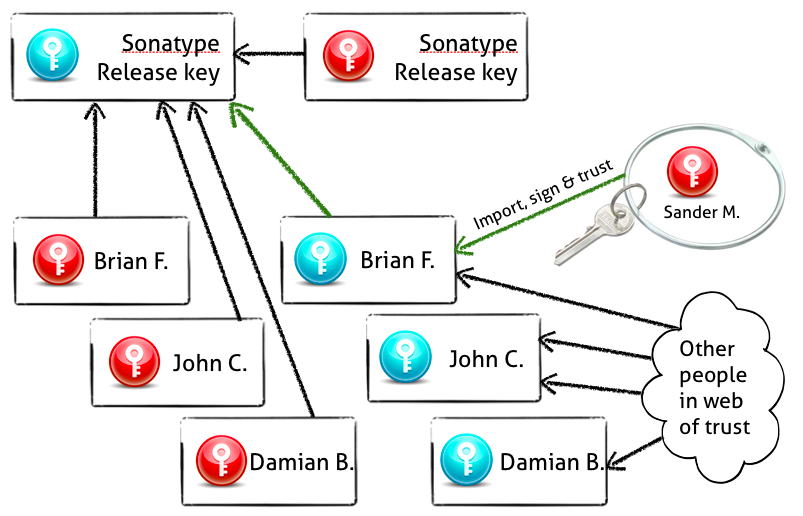 Sonatype
Release key
Sonatype
Release key
Import, sign & trust
Sander M.
Brian F.
Brian F.
John C.
John C.
Other
people
in web
of trust
Damian B.
Damian B.